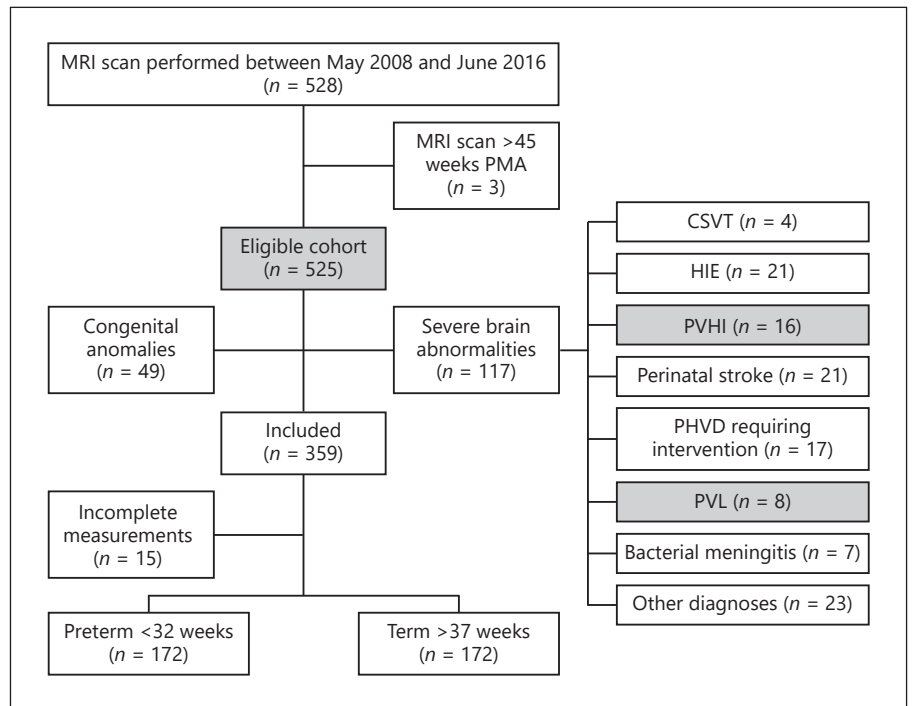 MRI scan performed between May 2008 and June 2016
(n = 528)
MRI scan >45
weeks PMA
(n = 3)
Eligible cohort
(n = 525)
Congenital
anomalies
(n = 49)
Severe brain
abnormalities
(n = 117)
CSVT (n = 4)
HIE (n = 21)
PVHI (n = 16)
Perinatal stroke (n = 21)
PHVD requiring
intervention (n = 17)
PVL (n = 8)
Bacterial meningitis (n = 7)
Other diagnoses (n = 23)
Included
(n = 359)
Incomplete
measurements
(n = 15)
Preterm <32 weeks
(n = 172)
Term >37 weeks
(n = 172)